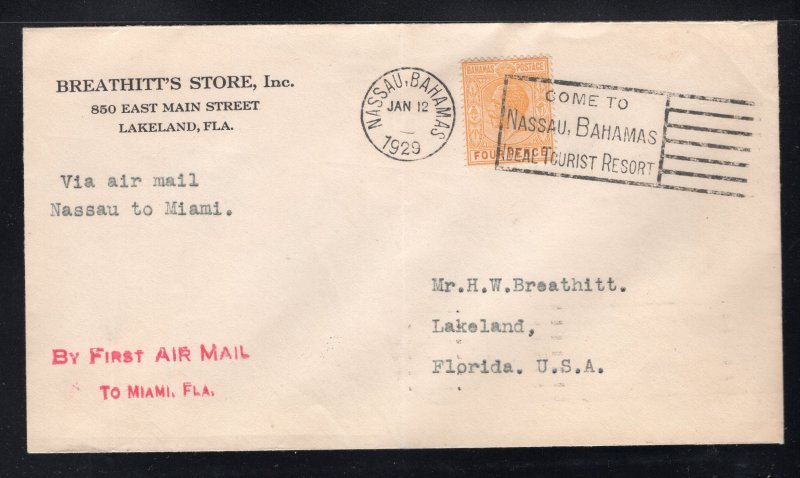 BREATHITT'S STORE, Inc.
850 EAST MAIN STREET
LAKELAND, FLA.
NASSAU, BAHAMAS
JAN 12
1929
BAHAMAS POSTAGE
FOURPENCE
COME TO
NASSAU, BAHAMAS
IDEAL TOURIST RESORT
Via air mail
Nassau to Miami.
Mr.H.W.Breathitt.
Lakeland,
Florida. U.S.A.
BY FIRST AIR MAIL
TO MIAMI, FLA.